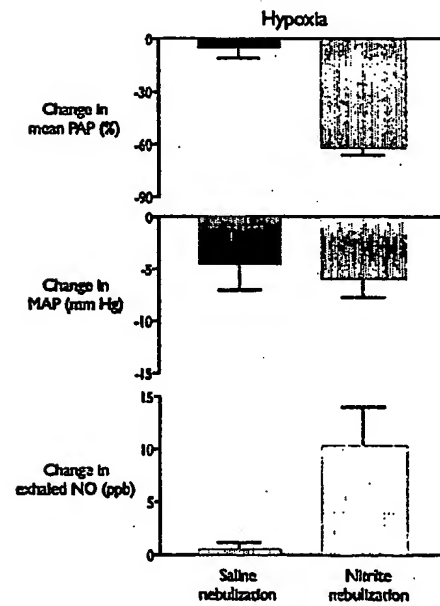 Hypoxia
0
-30
-60
-90
Change in
mean PAP (%)
0
-5
-10
-15
Change in
MAP (mm Hg)
15
10
5
0
Change in
exhaled NO (ppb)
Saline
nebulization
Nitrite
nebulization